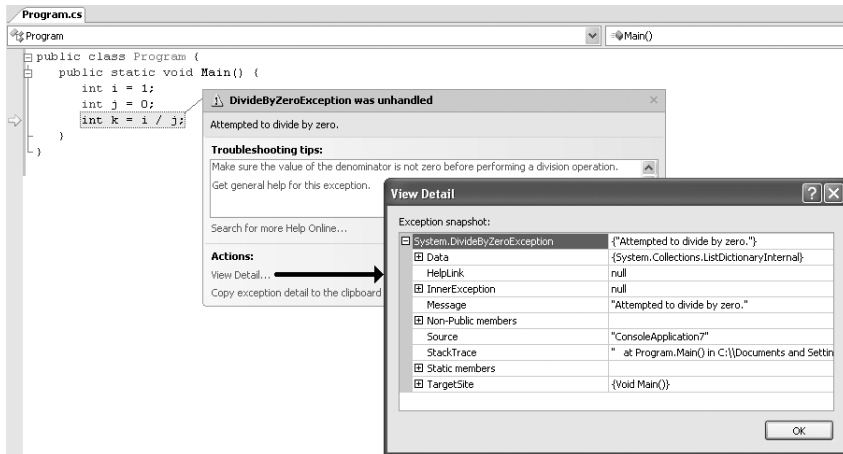 Program.cs
Program
Main()
public class Program {
public static void Main() {
int i = 1;
int j = 0;
int k = i / j;
}
}
DivideByZeroException was unhandled
Attempted to divide by zero.
Troubleshooting tips:
Make sure the value of the denominator is not zero before performing a division operation.
Get general help for this exception.
Search for more Help Online...
Actions:
View Detail...
Copy exception detail to the clipboard
View Detail
Exception snapshot:
System.DivideByZeroException {"Attempted to divide by zero."}
Data {System.Collections.ListDictionaryInternal}
HelpLink null
InnerException null
Message "Attempted to divide by zero."
Non-Public members
Source "ConsoleApplication7"
StackTrace " at Program.Main() in C:\\Documents and Settin
Static members
TargetSite {Void Main()}
OK